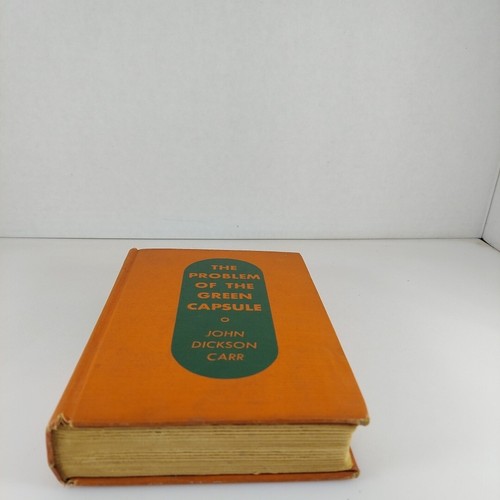 THE
PROBLEM
OF THE
GREEN
CAPSULE
JOHN
DICKSON
CARR